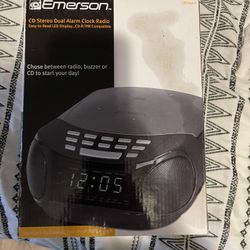 Emerson
CD Stereo Dual Alarm Clock Radio
Easy to Read LED Display...CD-R/RW Compatible
Chose between radio, buzzer or
CD to start your day!
12:05